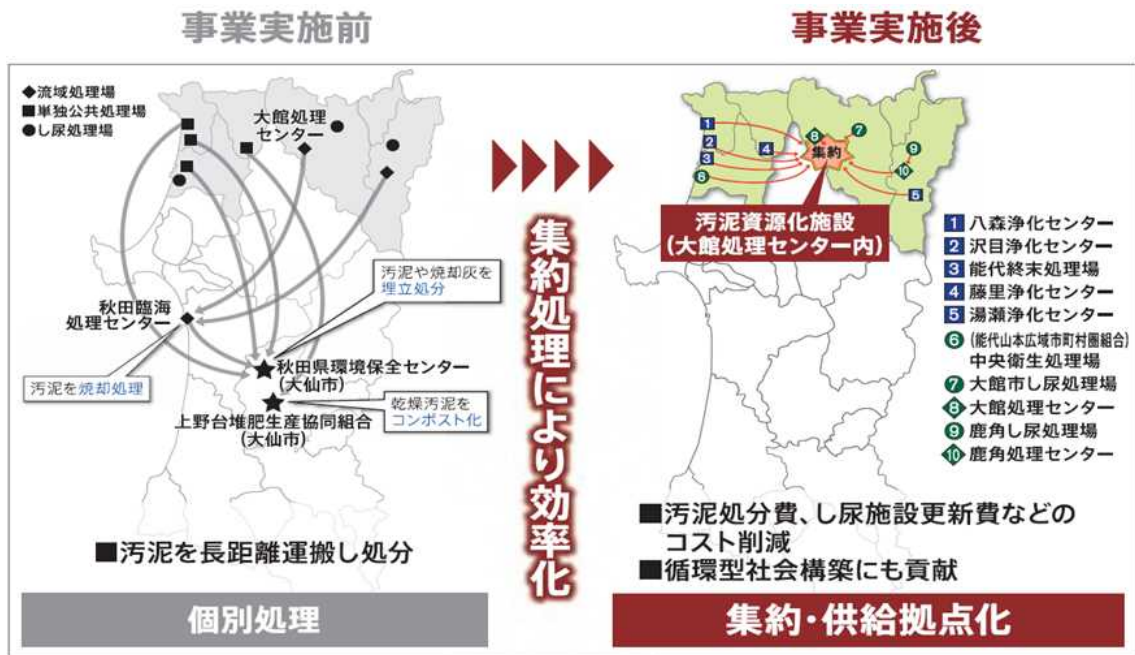 事業実施前
◆流域処理場
■単独公共処理場
●し尿処理場
大館処理
センター
秋田臨海
処理センター
汚泥を焼却処理
汚泥や焼却灰を
埋立処分
秋田県環境保全センター
(大仙市)
上野台堆肥生産協同組合
(大仙市)
乾燥汚泥を
コンポスト化
■汚泥を長距離運搬し処分
個別処理
集約処理により効率化
事業実施後
1
2
3
4
5
6
7
8
9
10
集約
汚泥資源化施設
(大館処理センター内)
1 八森浄化センター
2 沢目浄化センター
3 能代終末処理場
4 藤里浄化センター
5 湯瀬浄化センター
6 (能代山本広域市町村圏組合)
中央衛生処理場
7 大館市し尿処理場
8 大館処理センター
9 鹿角し尿処理場
10 鹿角処理センター
■汚泥処分費、し尿施設更新費などの
コスト削減
■循環型社会構築にも貢献
集約・供給拠点化